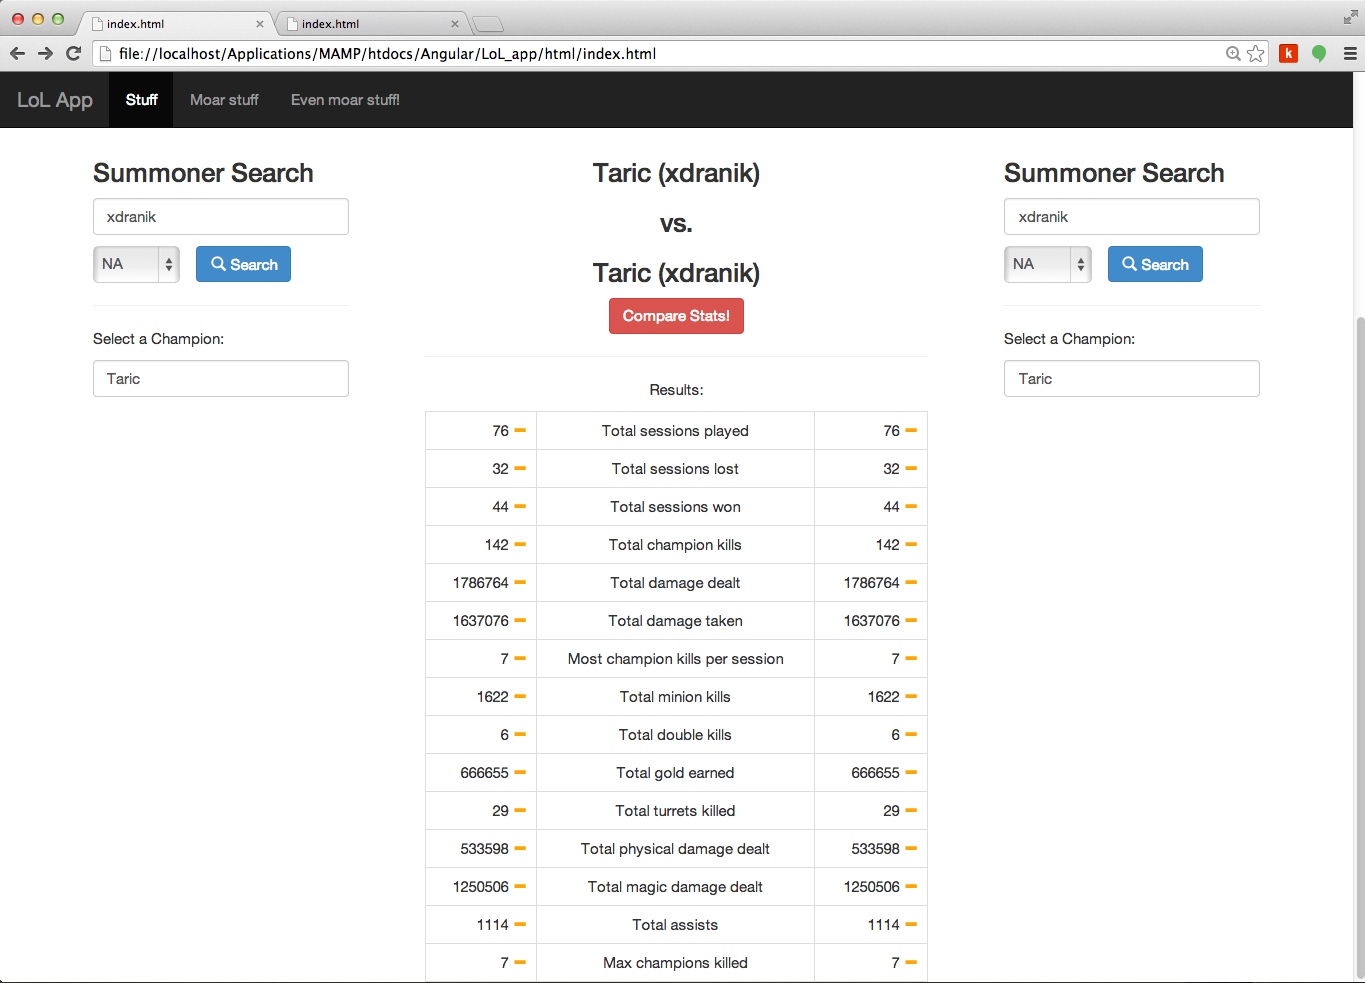 index.html
index.html
file://localhost/Applications/MAMP/htdocs/Angular/LoL_app/html/index.html
k
LoL App Stuff Moar stuff Even moar stuff!
Summoner Search
xdranik
NA Search
Select a Champion:
Taric
Taric (xdranik)
vs.
Taric (xdranik)
Compare Stats!
Results:
76 Total sessions played 76
32 Total sessions lost 32
44 Total sessions won 44
142 Total champion kills 142
1786764 Total damage dealt 1786764
1637076 Total damage taken 1637076
7 Most champion kills per session 7
1622 Total minion kills 1622
6 Total double kills 6
666655 Total gold earned 666655
29 Total turrets killed 29
533598 Total physical damage dealt 533598
1250506 Total magic damage dealt 1250506
1114 Total assists 1114
7 Max champions killed 7
Summoner Search
xdranik
NA Search
Select a Champion:
Taric